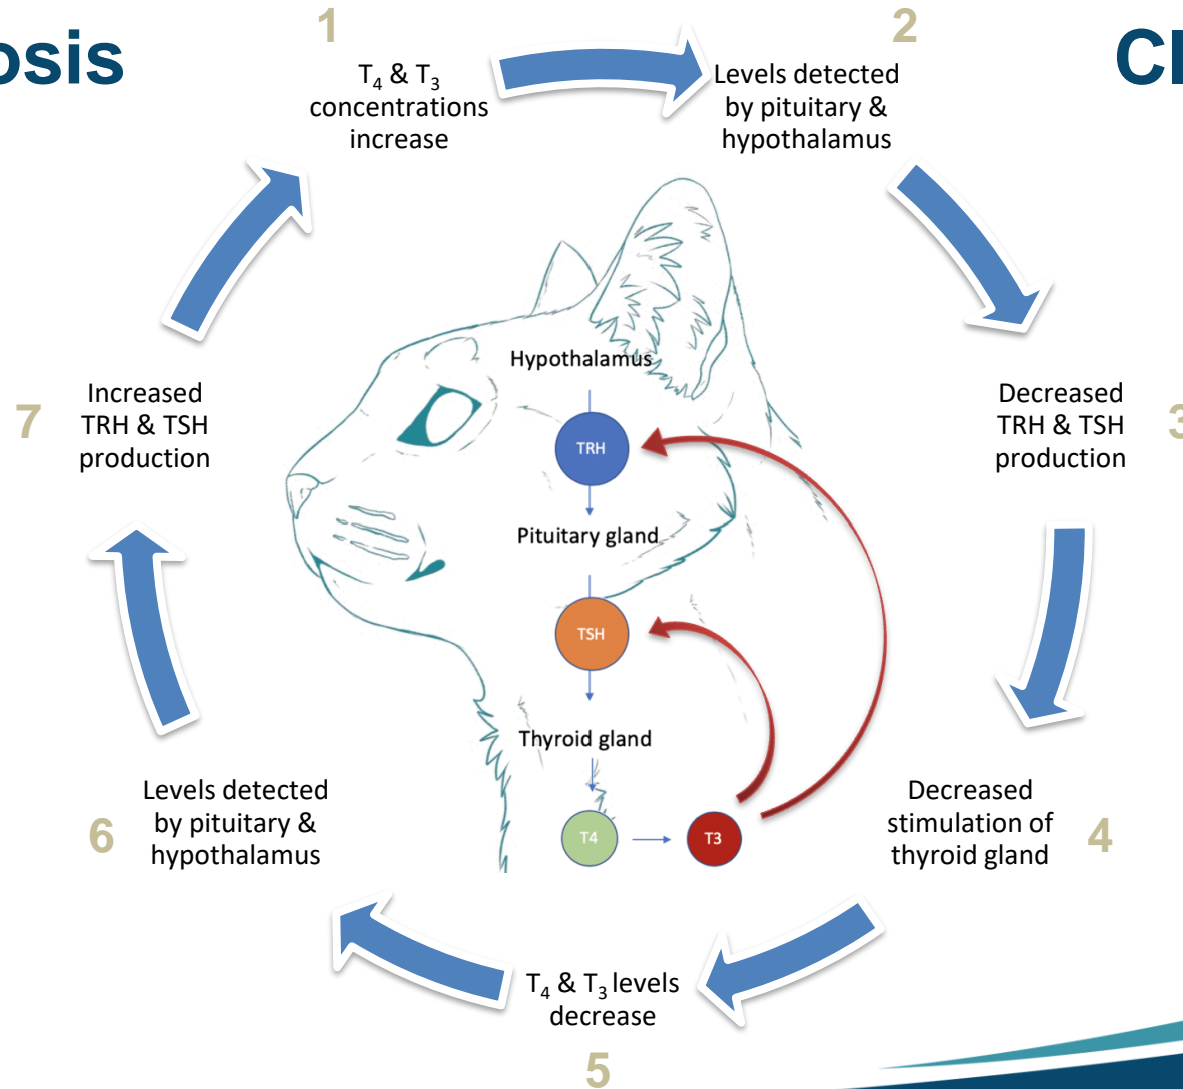 osis
1
2
T4 & T3
concentrations
increase
Levels detected
by pituitary &
hypothalamus
Hypothalamus
TRH
Pituitary gland
TSH
Thyroid gland
T4
T3
Decreased
TRH & TSH
production
3
Decreased
stimulation of
thyroid gland
4
T4 & T3 levels
decrease
5
Levels detected
by pituitary &
hypothalamus
6
Increased
TRH & TSH
production
7